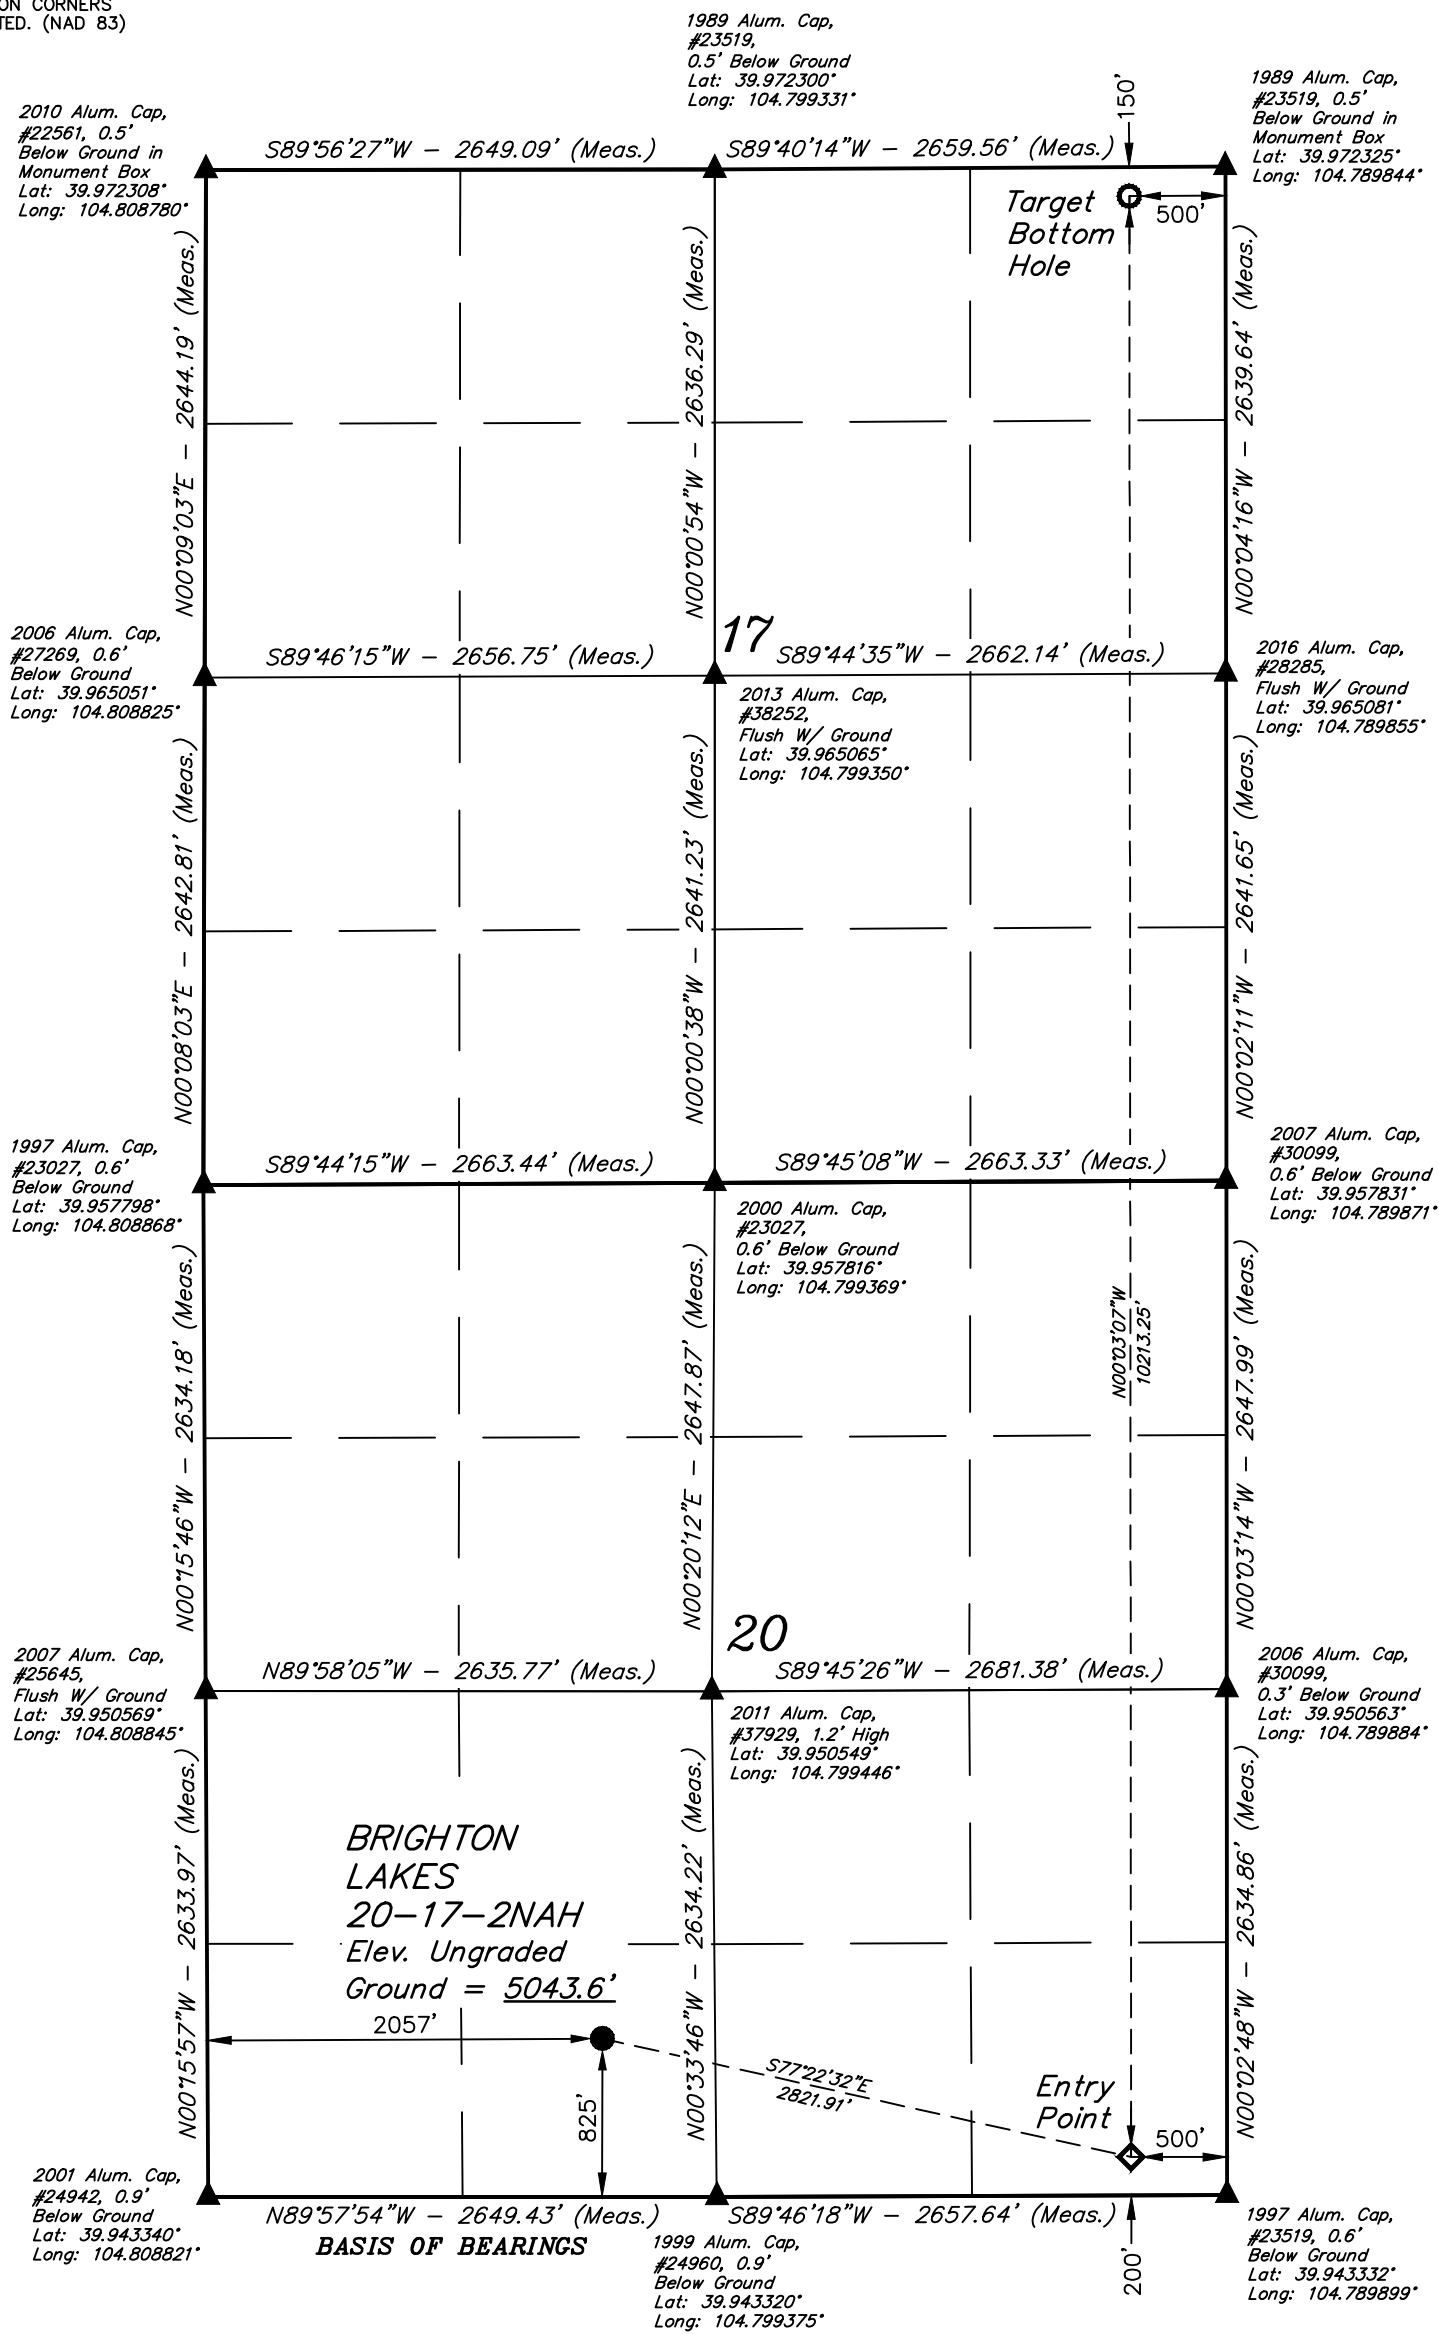 ON CORNERS
TED. (NAD 83)
1989 Alum. Cap,
#23519,
0.5' Below Ground
Lat: 39.972300°
Long: 104.799331°
150'
1989 Alum. Cap,
#23519, 0.5'
Below Ground in
Monument Box
Lat: 39.972325°
Long: 104.789844°
2010 Alum. Cap,
#22561, 0.5'
Below Ground in
Monument Box
Lat: 39.972308°
Long: 104.808780°
S89°56'27"W - 2649.09' (Meas.)
S89°40'14"W - 2659.56' (Meas.)
Target
Bottom
Hole
500'
N00°09'03"E - 2644.19' (Meas.)
N00°00'54"W - 2636.29' (Meas.)
N00°04'16"W - 2639.64' (Meas.)
17
2006 Alum. Cap,
#27269, 0.6'
Below Ground
Lat: 39.965051°
Long: 104.808825°
S89°46'15"W - 2656.75' (Meas.)
S89°44'35"W - 2662.14' (Meas.)
2016 Alum. Cap,
#28285,
Flush W/ Ground
Lat: 39.965081°
Long: 104.789855°
2013 Alum. Cap,
#38252,
Flush W/ Ground
Lat: 39.965065°
Long: 104.799350°
N00°08'03"E - 2642.81' (Meas.)
N00°00'38"W - 2641.23' (Meas.)
N00°02'11"W - 2641.65' (Meas.)
1997 Alum. Cap,
#23027, 0.6'
Below Ground
Lat: 39.957798°
Long: 104.808868°
S89°44'15"W - 2663.44' (Meas.)
S89°45'08"W - 2663.33' (Meas.)
2007 Alum. Cap,
#30099,
0.6' Below Ground
Lat: 39.957831°
Long: 104.789871°
2000 Alum. Cap,
#23027,
0.6' Below Ground
Lat: 39.957816°
Long: 104.799369°
N00°15'46"W - 2634.18' (Meas.)
N00°20'12"E - 2647.87' (Meas.)
N00°03'07"W
10213.25'
N00°03'14"W - 2647.99' (Meas.)
20
2007 Alum. Cap,
#25645,
Flush W/ Ground
Lat: 39.950569°
Long: 104.808845°
N89°58'05"W - 2635.77' (Meas.)
S89°45'26"W - 2681.38' (Meas.)
2006 Alum. Cap,
#30099,
0.3' Below Ground
Lat: 39.950563°
Long: 104.789884°
2011 Alum. Cap,
#37929, 1.2' High
Lat: 39.950549°
Long: 104.799446°
N00°15'57"W - 2633.97' (Meas.)
BRIGHTON
LAKES
20-17-2NAH
Elev. Ungraded
Ground = 5043.6'
N00°33'46"W - 2634.22' (Meas.)
N00°02'48"W - 2634.86' (Meas.)
2057'
825'
S77°22'32"E
2821.91'
Entry
Point
500'
2001 Alum. Cap,
#24942, 0.9'
Below Ground
Lat: 39.943340°
Long: 104.808821°
N89°57'54"W - 2649.43' (Meas.)
BASIS OF BEARINGS
S89°46'18"W - 2657.64' (Meas.)
200'
1999 Alum. Cap,
#24960, 0.9'
Below Ground
Lat: 39.943320°
Long: 104.799375°
1997 Alum. Cap,
#23519, 0.6'
Below Ground
Lat: 39.943332°
Long: 104.789899°